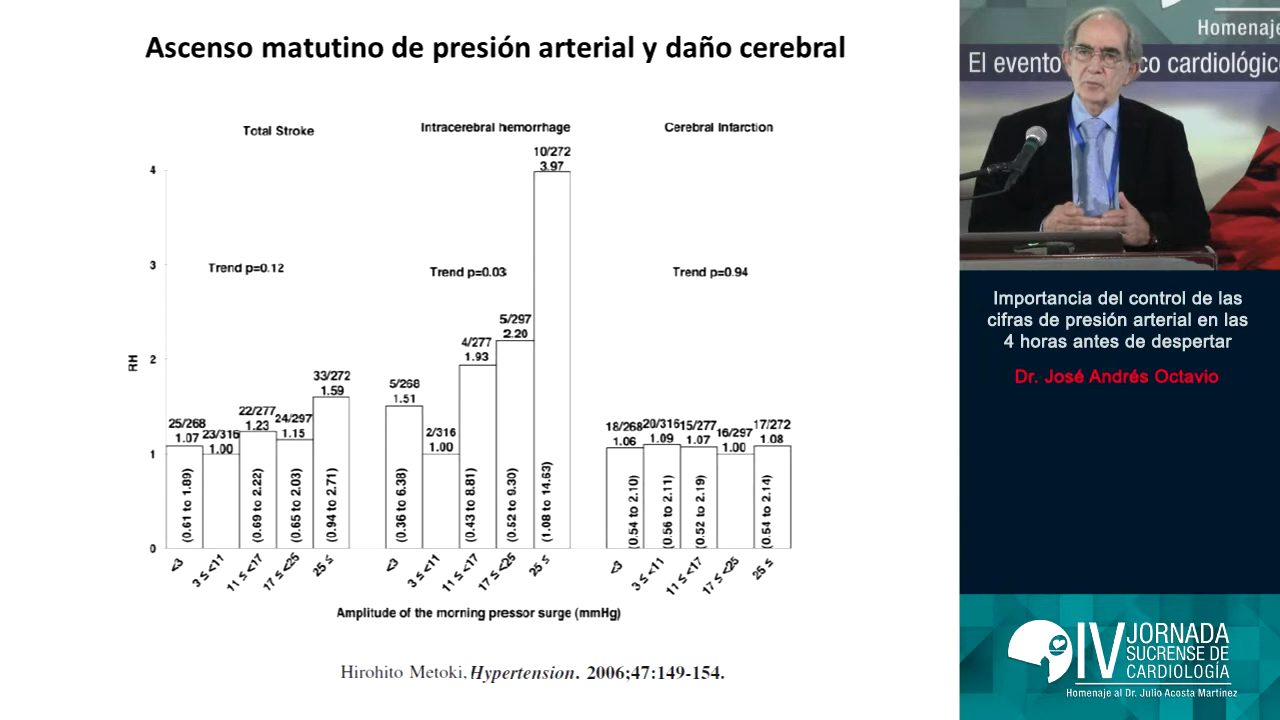 Ascenso matutino de presión arterial y daño cerebral
Total Stroke
Intracerebral hemorrhage
Cerebral Infarction
RH
4
3
2
1
0
Trend p=0.12
25/268
1.07
23/316
1.00
22/277
1.23
24/297
1.15
33/272
1.59
(0.61 to 1.89)
(0.69 to 2.22)
(0.65 to 2.03)
(0.94 to 2.71)
<3
3 ≤ <11
11 ≤ <17
17 ≤ <25
25 ≤
Trend p=0.03
5/268
1.51
2/316
1.00
4/277
1.93
5/297
2.20
10/272
3.97
(0.36 to 6.38)
(0.43 to 8.81)
(0.52 to 9.30)
(1.08 to 14.63)
<3
3 ≤ <11
11 ≤ <17
17 ≤ <25
25 ≤
Trend p=0.94
18/268
1.06
20/316
1.09
15/277
1.07
16/297
1.00
17/272
1.08
(0.54 to 2.10)
(0.56 to 2.11)
(0.52 to 2.19)
(0.54 to 2.14)
<3
3 ≤ <11
11 ≤ <17
17 ≤ <25
25 ≤
Amplitude of the morning pressor surge (mmHg)
Hirohito Metoki, Hypertension. 2006;47:149-154.
Homenaje
El evento co cardiológic
Importancia del control de las
cifras de presión arterial en las
4 horas antes de despertar
Dr. José Andrés Octavio
IV JORNADA
SUCRENSE DE
CARDIOLOGÍA
Homenaje al Dr. Julio Acosta Martínez